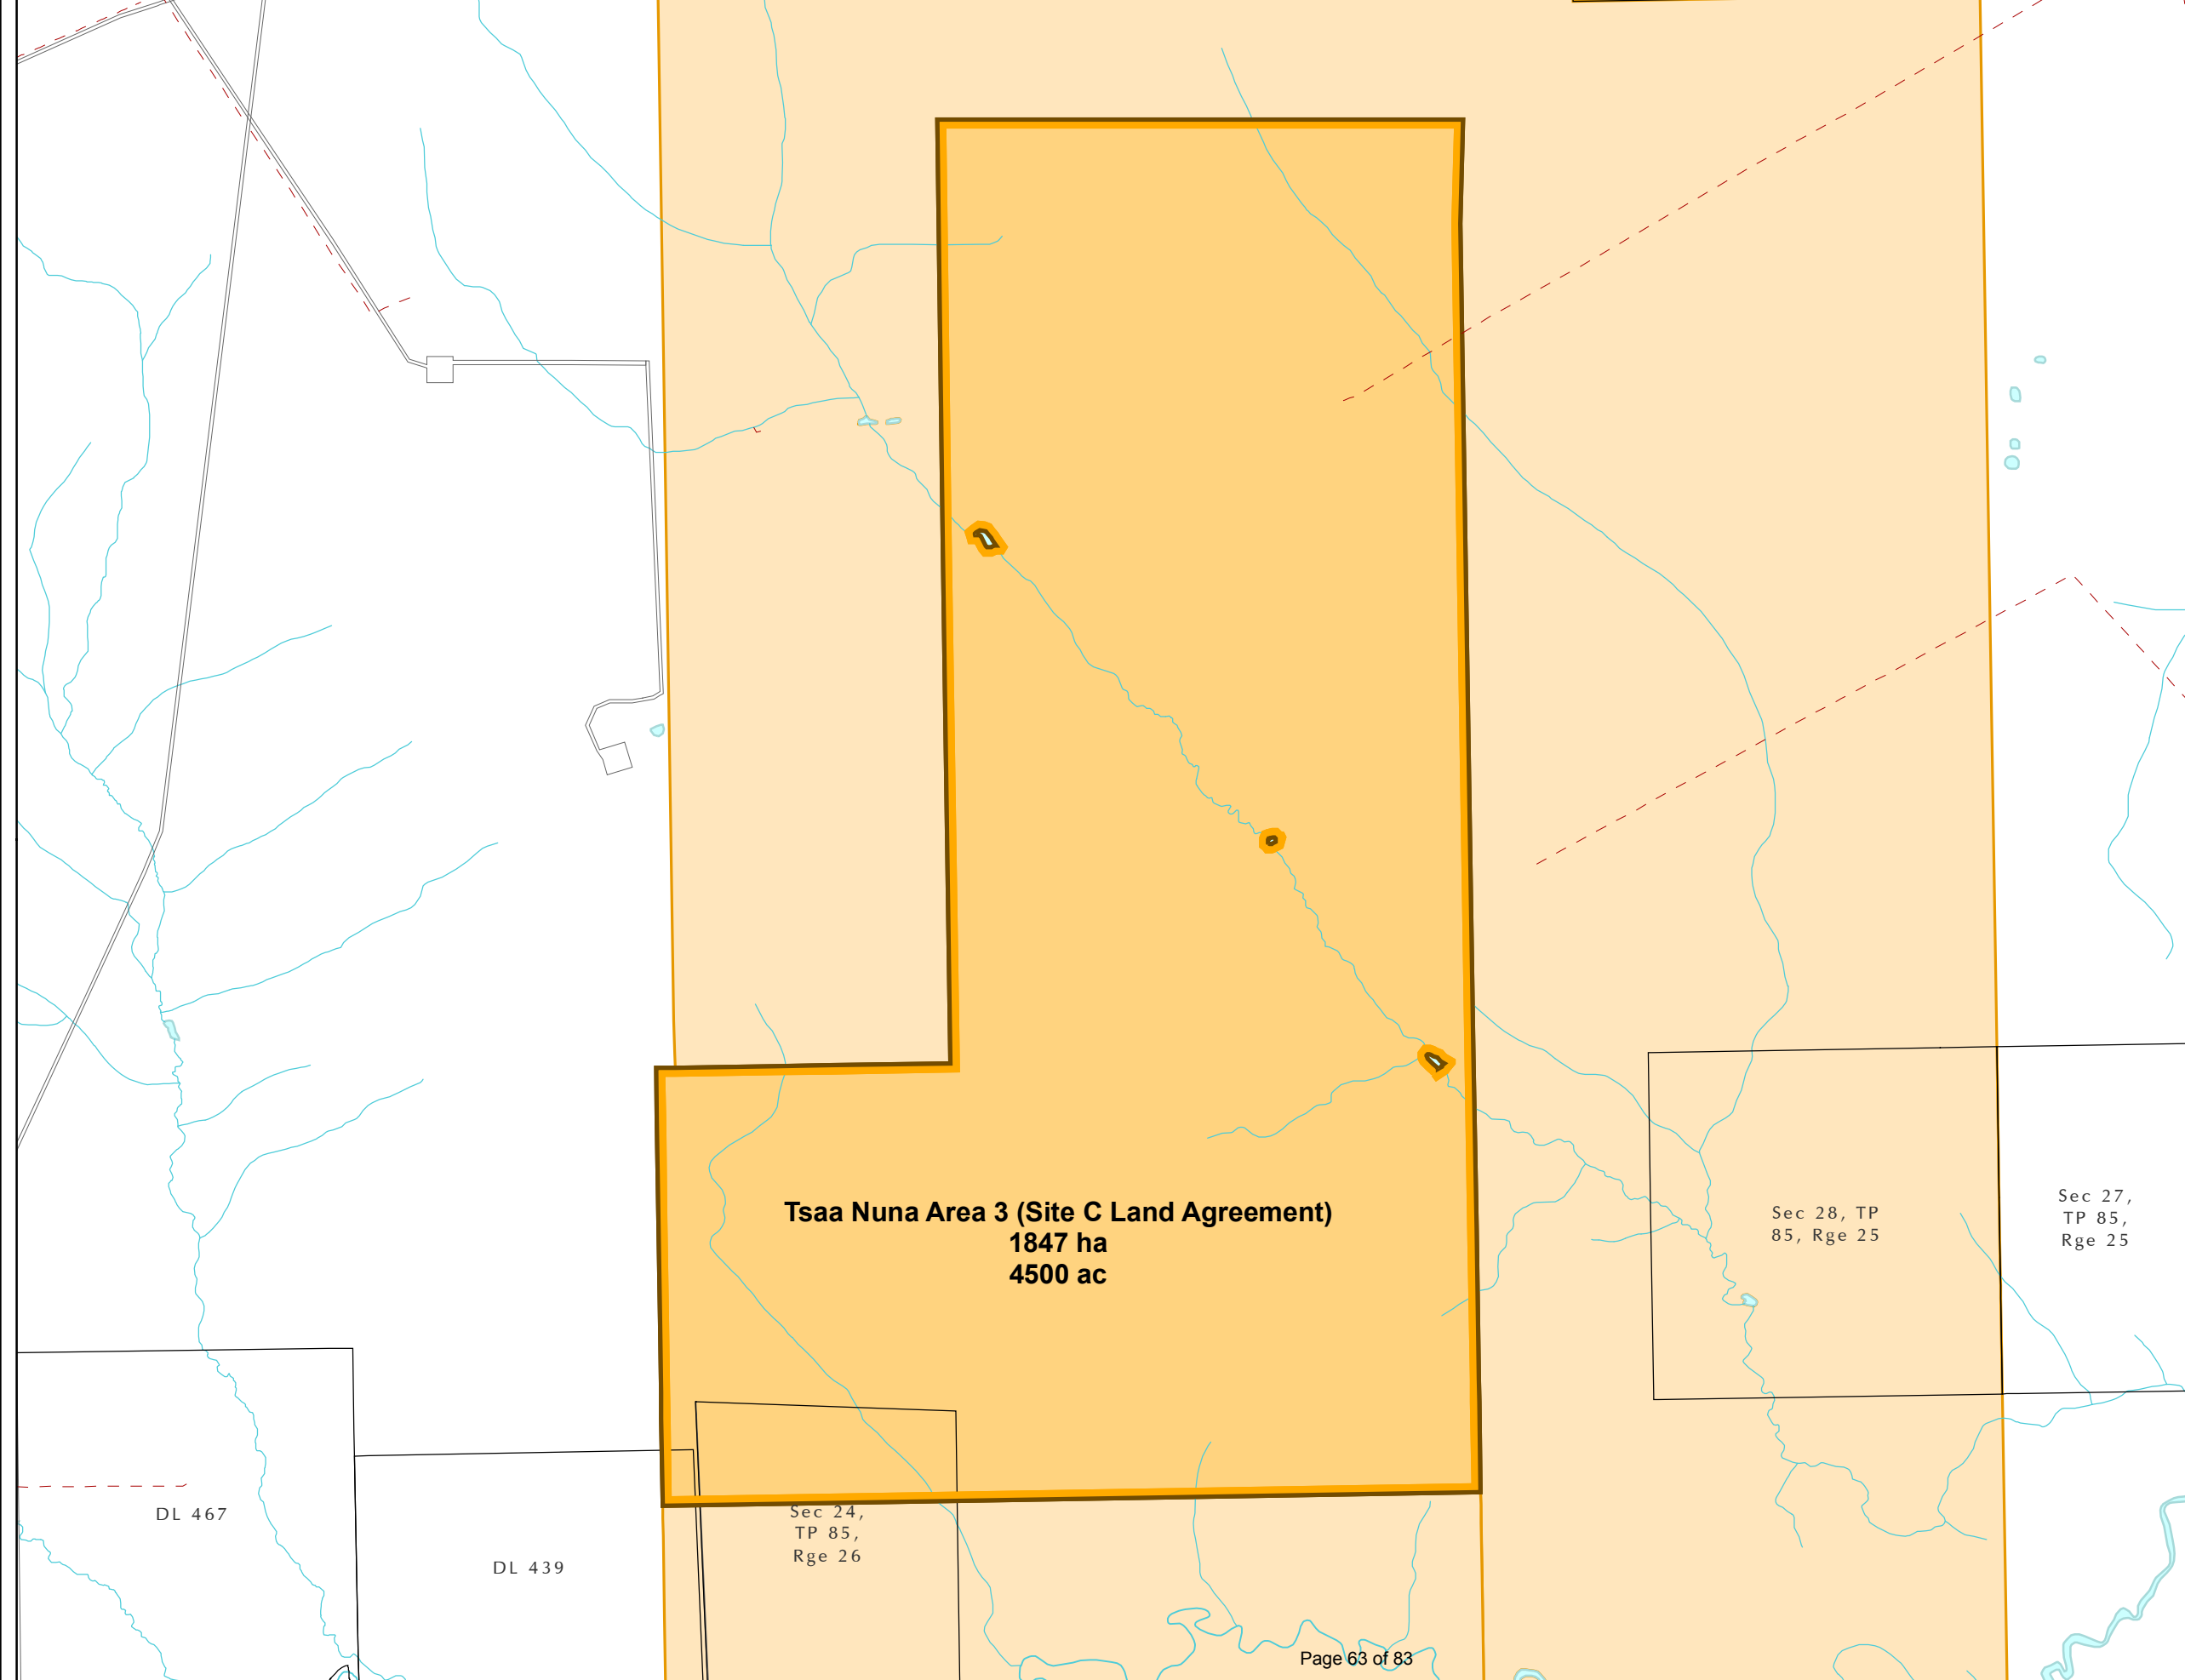 Tsaa Nuna Area 3 (Site C Land Agreement)
1847 ha
4500 ac
Sec 28, TP
85, Rge 25
Sec 27,
TP 85,
Rge 25
DL 467
DL 439
Sec 24,
TP 85,
Rge 26
Page 63 of 83